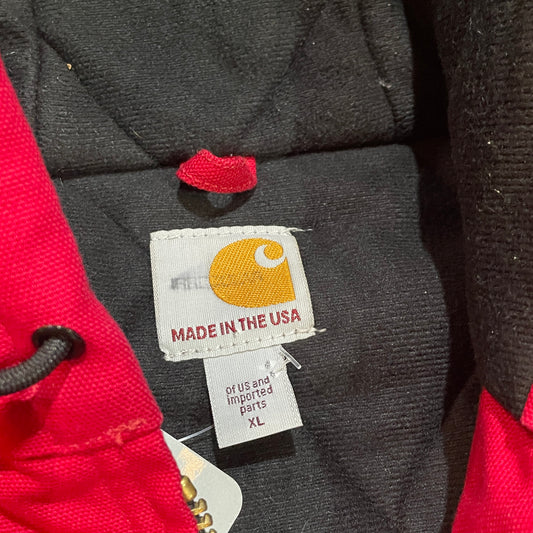 MADE IN THE USA
of US and
imported
parts
XL